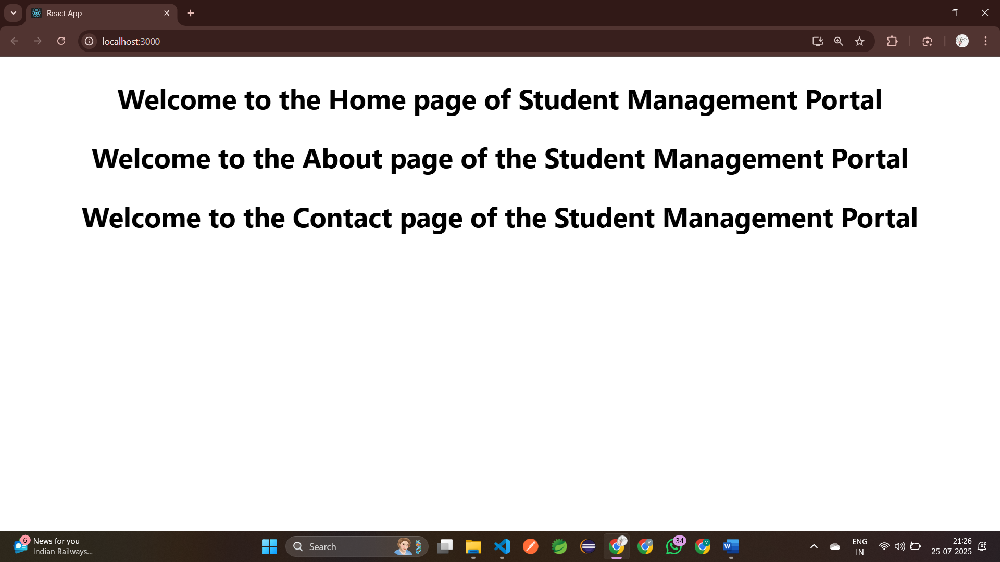 React App
localhost:3000
Welcome to the Home page of Student Management Portal
Welcome to the About page of the Student Management Portal
Welcome to the Contact page of the Student Management Portal
6
News for you
Indian Railways...
Search
V
34
V
W
ENG
IN
21:26
25-07-2025